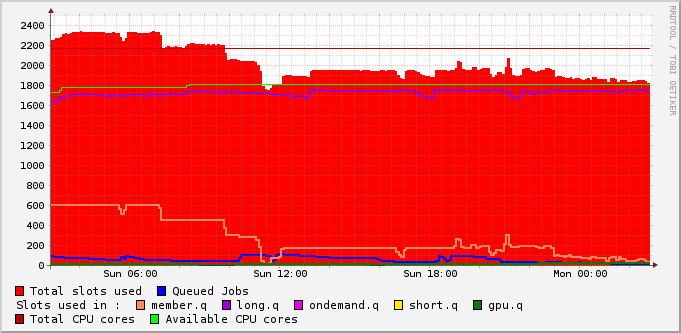 RRDTOOL / TOBI OETIKER
2400
2200
2000
1800
1600
1400
1200
1000
800
600
400
200
0
Sun 06:00 Sun 12:00 Sun 18:00 Mon 00:00
Total slots used Queued Jobs
Slots used in : member.q long.q ondemand.q short.q gpu.q
Total CPU cores Available CPU cores